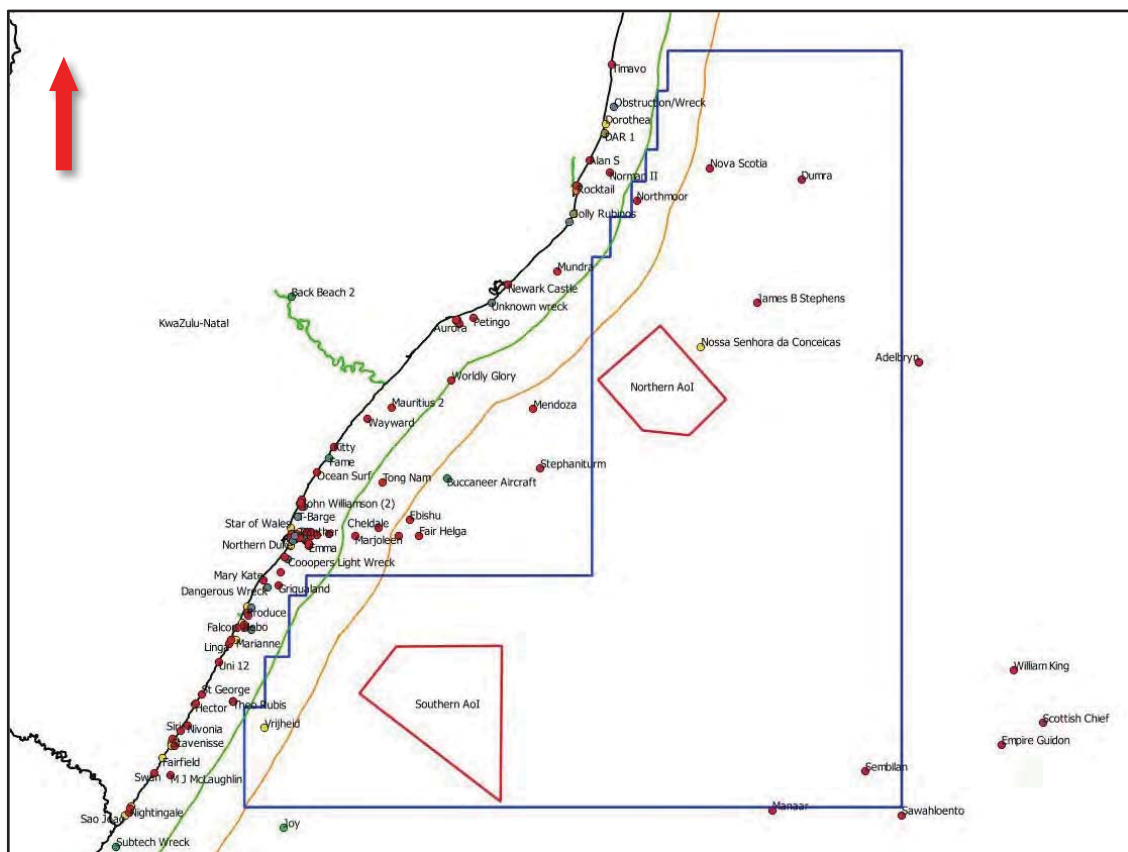 Timavo
Obstruction/Wreck
Dorothea
DAR 1
Alan S
Norman II
Nova Scotia
Dumra
Rocktail
Northmoor
Jolly Rubinos
Mundra
Newark Castle
Back Beach 2
Unknown wreck
James B Stephens
KwaZulu-Natal
Petingo
Aurora
Nossa Senhora da Conceicas
Adelbryn
Worldly Glory
Northern AoI
Mauritius 2
Mendoza
Wayward
Kitty
Fame
Stephaniturm
Ocean Surf
Tong Nam
Buccaneer Aircraft
John Williamson (2)
T-Barge
Ebishu
Star of Wales
Cheldale
Fair Helga
Marjoleen
Northern Du
Emma
Cooopers Light Wreck
Mary Kate
Dangerous Wreck
Griqualand
Produce
Falcon
Nebo
Linga
Marianne
Uni 12
William King
St George
Hector
Theo Rubis
Southern AoI
Scottish Chief
Siri
Nivonia
Vrijheid
Stavenisse
Empire Guidon
Fairfield
Sembilan
Swan
M J McLaughlin
Nightingale
Manaar
Sao Joao
Sawahloento
Joy
Subtech Wreck